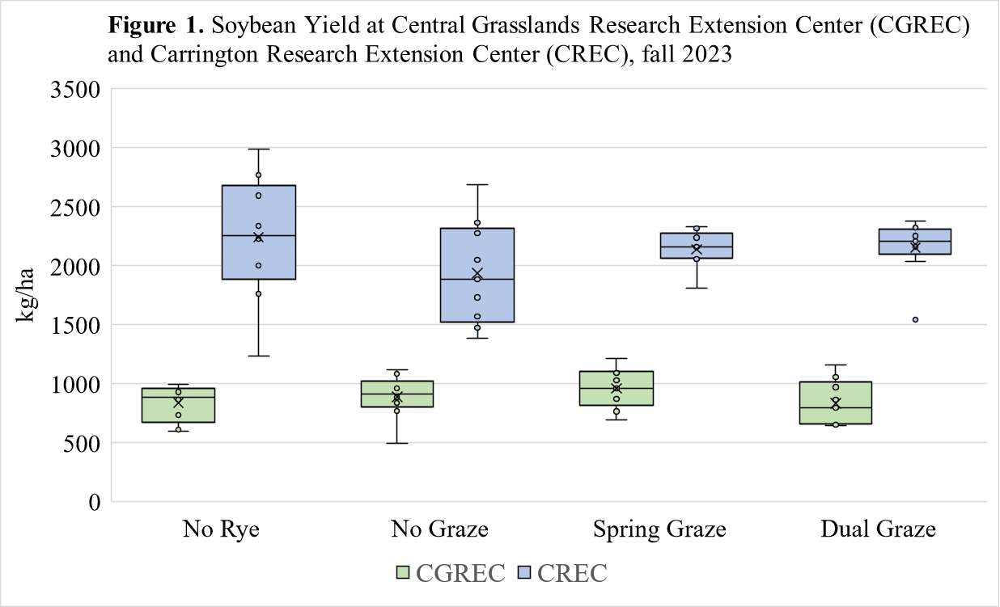 Figure 1. Soybean Yield at Central Grasslands Research Extension Center (CGREC)
and Carrington Research Extension Center (CREC), fall 2023
3500
3000
2500
2000
1500
1000
500
0
kg/ha
No Rye No Graze Spring Graze Dual Graze
CGREC CREC